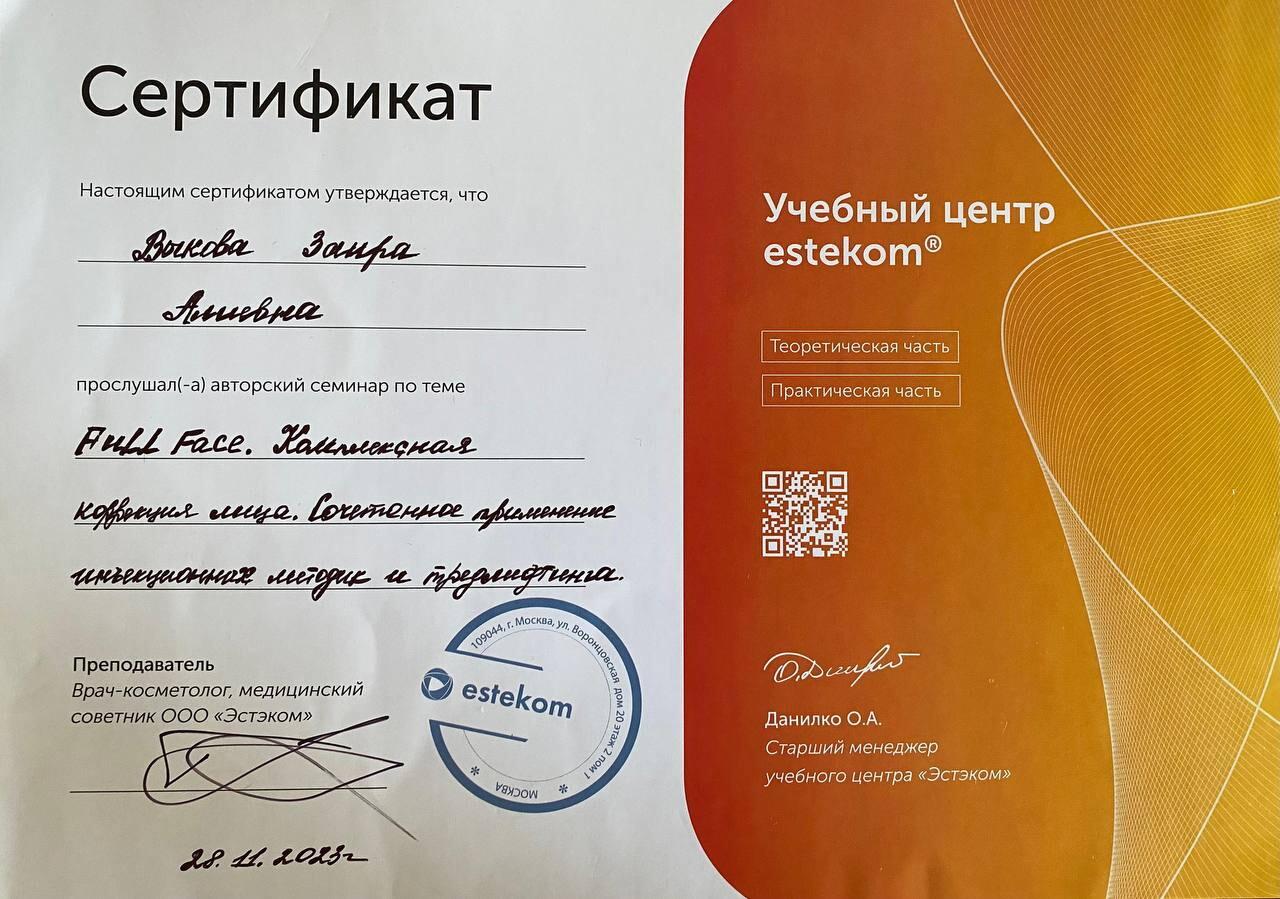 Сертификат
Настоящим сертификатом утверждается, что
Выкова Заира
Алиевна
прослушал(-а) авторский семинар по теме
Full Face. Комплексная
коррекция лица. Сочетанное применение
инъекционных методик и тредлифтинга.
Преподаватель
Врач-косметолог, медицинский
советник ООО «Эстэком»
28.11.2023г
109044, г. Москва, ул. Воронцовская дом 20 этаж 2 пом 1
estekom
* МОСКВА *
Учебный центр
estekom®
Теоретическая часть
Практическая часть
Данилко О.А.
Старший менеджер
учебного центра «Эстэком»